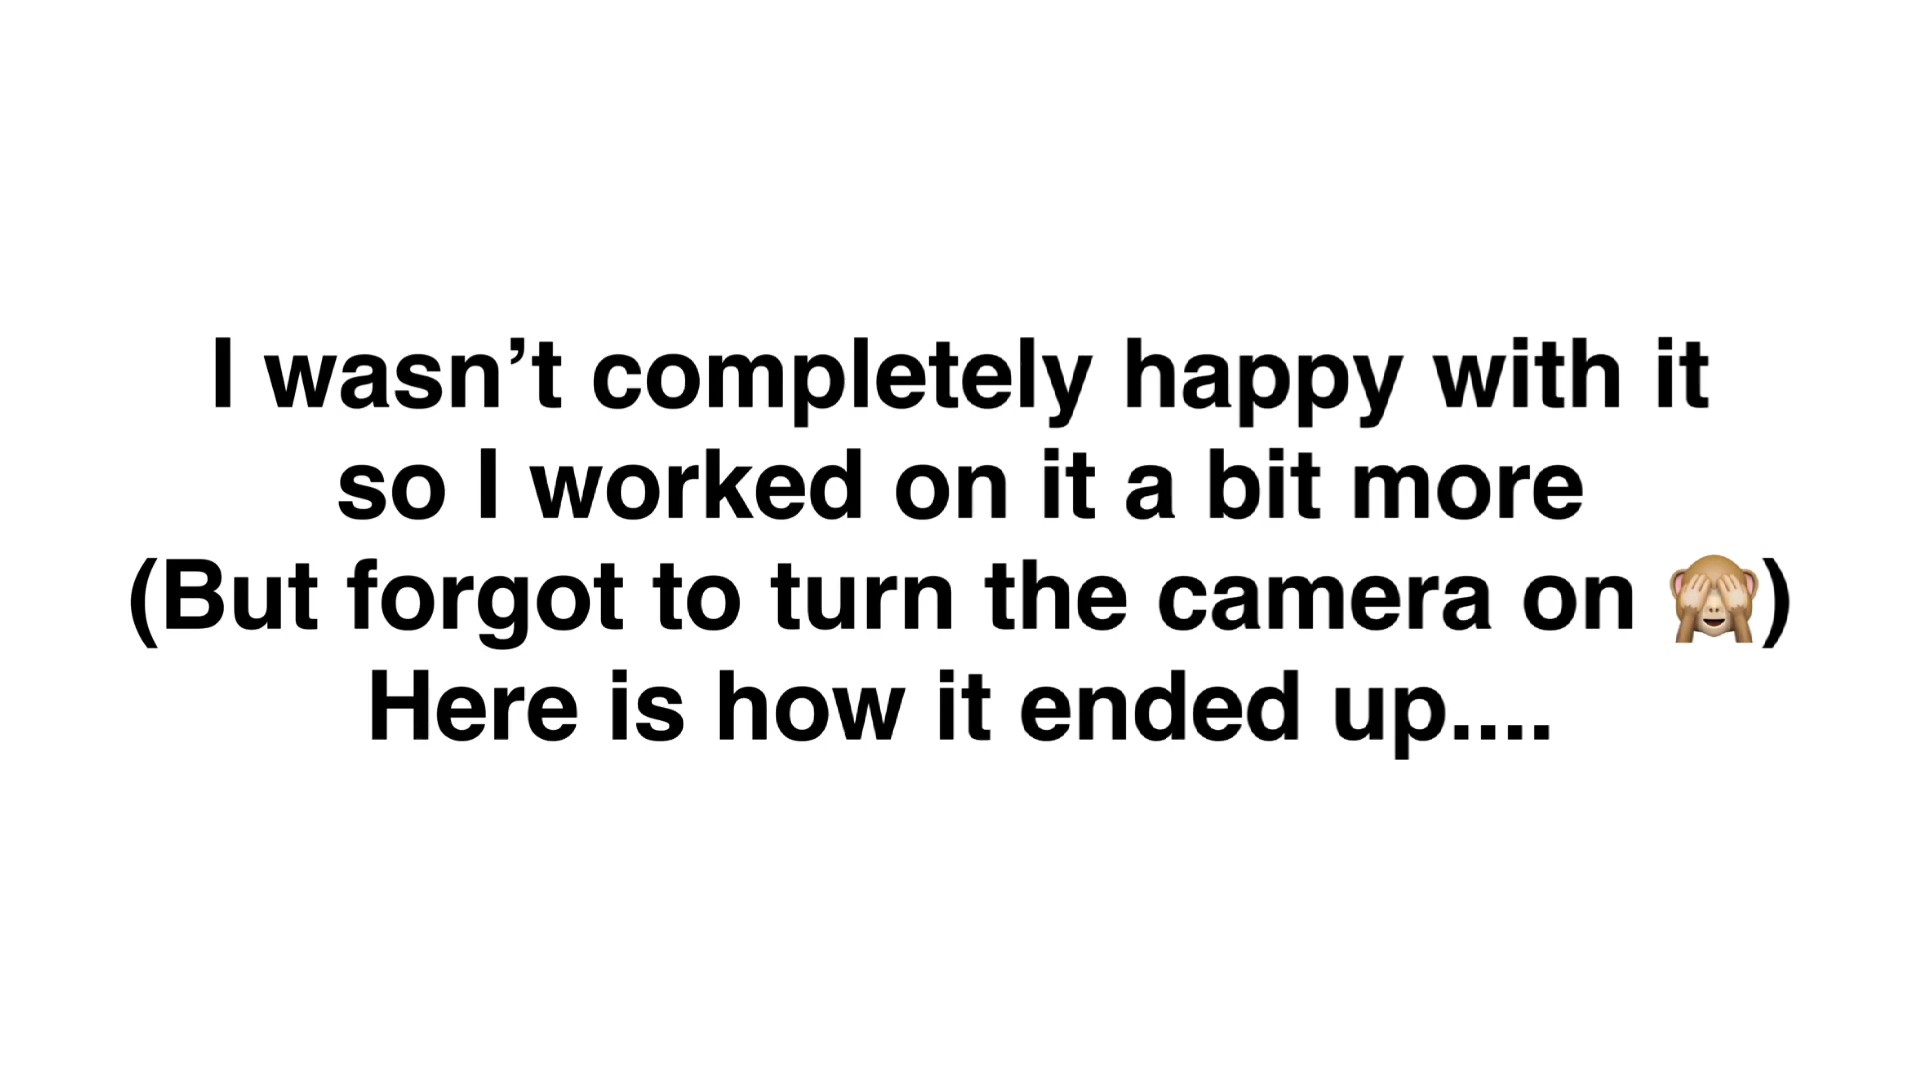 I wasn’t completely happy with it
so I worked on it a bit more
(But forgot to turn the camera on 🙈)
Here is how it ended up....